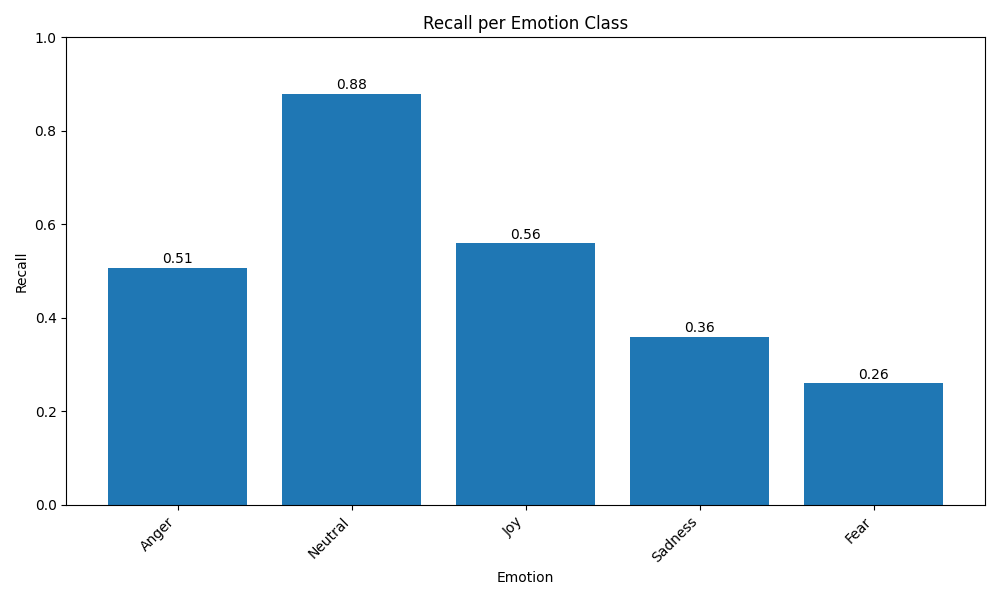 Recall per Emotion Class
1.0
0.8
0.6
0.4
0.2
0.0
Recall
0.51
0.88
0.56
0.36
0.26
Anger
Neutral
Joy
Sadness
Fear
Emotion